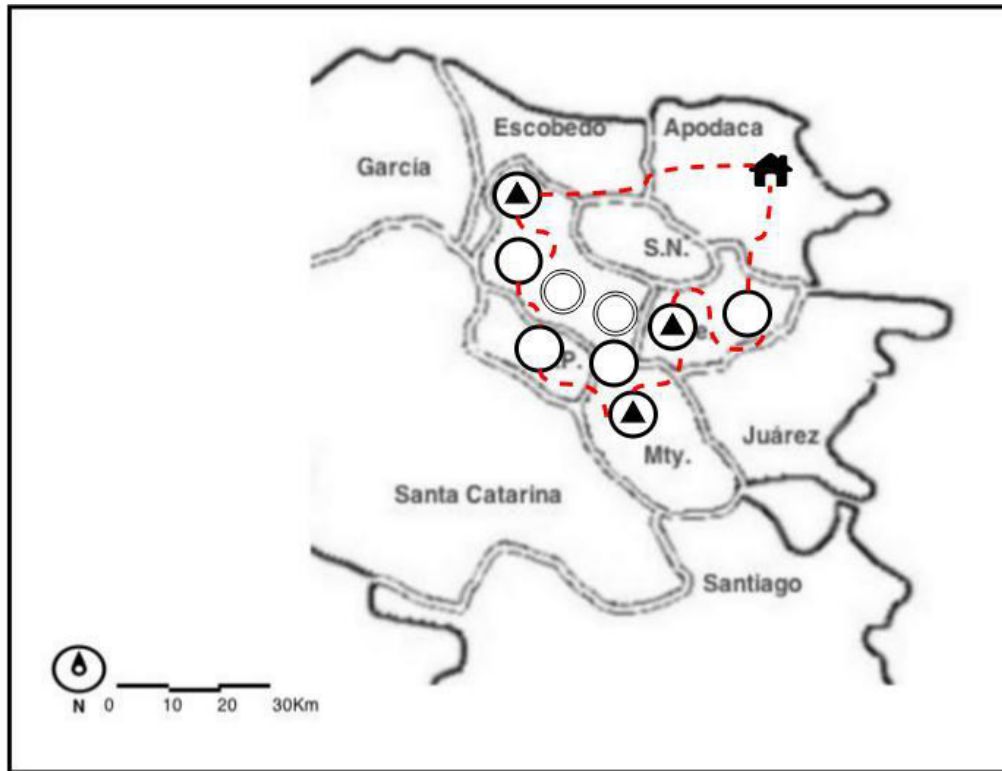 Escobedo
Apodaca
García
S.N.
P.
Juárez
Mty.
Santa Catarina
Santiago
N 0 10 20 30Km